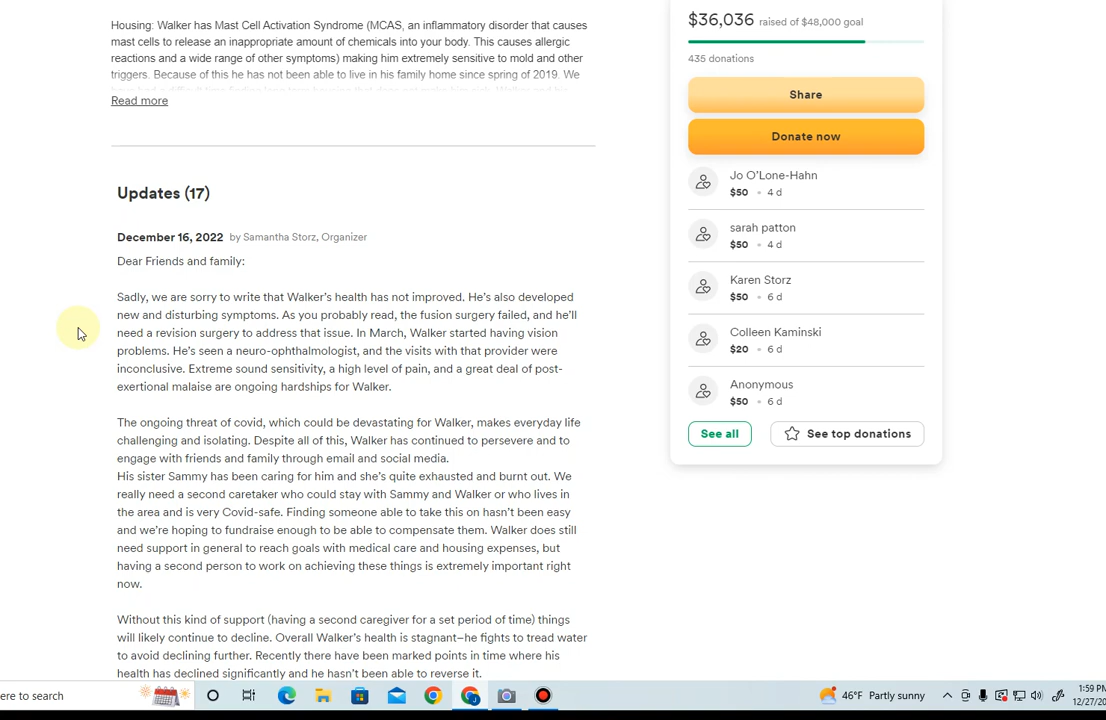 Housing: Walker has Mast Cell Activation Syndrome (MCAS, an inflammatory disorder that causes
mast cells to release an inappropriate amount of chemicals into your body. This causes allergic
reactions and a wide range of other symptoms) making him extremely sensitive to mold and other
triggers. Because of this he has not been able to live in his family home since spring of 2019. We
Read more
Updates (17)
December 16, 2022 by Samantha Storz, Organizer
Dear Friends and family:
Sadly, we are sorry to write that Walker's health has not improved. He's also developed
new and disturbing symptoms. As you probably read, the fusion surgery failed, and he'll
need a revision surgery to address that issue. In March, Walker started having vision
problems. He's seen a neuro-ophthalmologist, and the visits with that provider were
inconclusive. Extreme sound sensitivity, a high level of pain, and a great deal of post-
exertional malaise are ongoing hardships for Walker.
The ongoing threat of covid, which could be devastating for Walker, makes everyday life
challenging and isolating. Despite all of this, Walker has continued to persevere and to
engage with friends and family through email and social media.
His sister Sammy has been caring for him and she's quite exhausted and burnt out. We
really need a second caretaker who could stay with Sammy and Walker or who lives in
the area and is very Covid-safe. Finding someone able to take this on hasn't been easy
and we're hoping to fundraise enough to be able to compensate them. Walker does still
need support in general to reach goals with medical care and housing expenses, but
having a second person to work on achieving these things is extremely important right
now.
Without this kind of support (having a second caregiver for a set period of time) things
will likely continue to decline. Overall Walker's health is stagnant—he fights to tread water
to avoid declining further. Recently there have been marked points in time where his
health has declined significantly and he hasn't been able to reverse it.
$36,036 raised of $48,000 goal
435 donations
Share
Donate now
Jo O'Lone-Hahn
$50 • 4 d
sarah patton
$50 • 4 d
Karen Storz
$50 • 6 d
Colleen Kaminski
$20 • 6 d
Anonymous
$50 • 6 d
See all
See top donations
ere to search
46°F Partly sunny
1:59 P
12/27/20